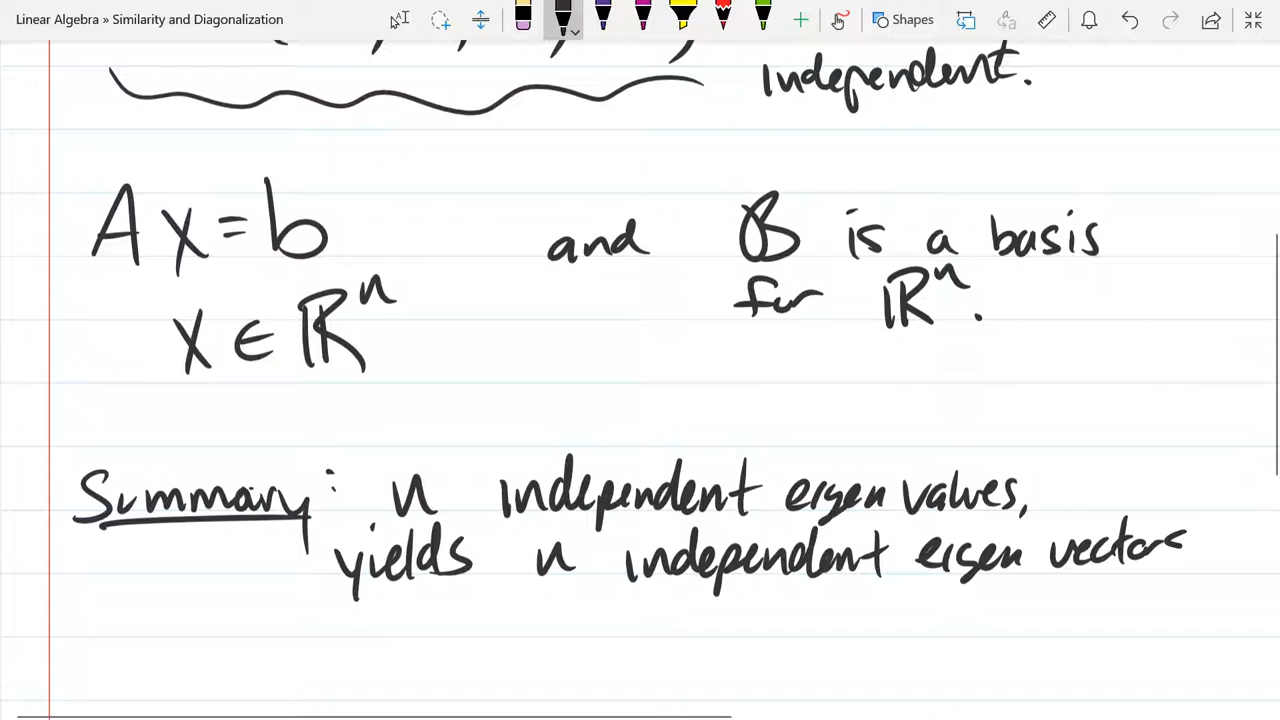 Linear Algebra » Similarity and Diagonalization
Shapes
independent.
Ax=b and B is a basis
x ∈ ℝⁿ for ℝⁿ.
Summary: n independent eigen values,
yields n independent eigen vectors